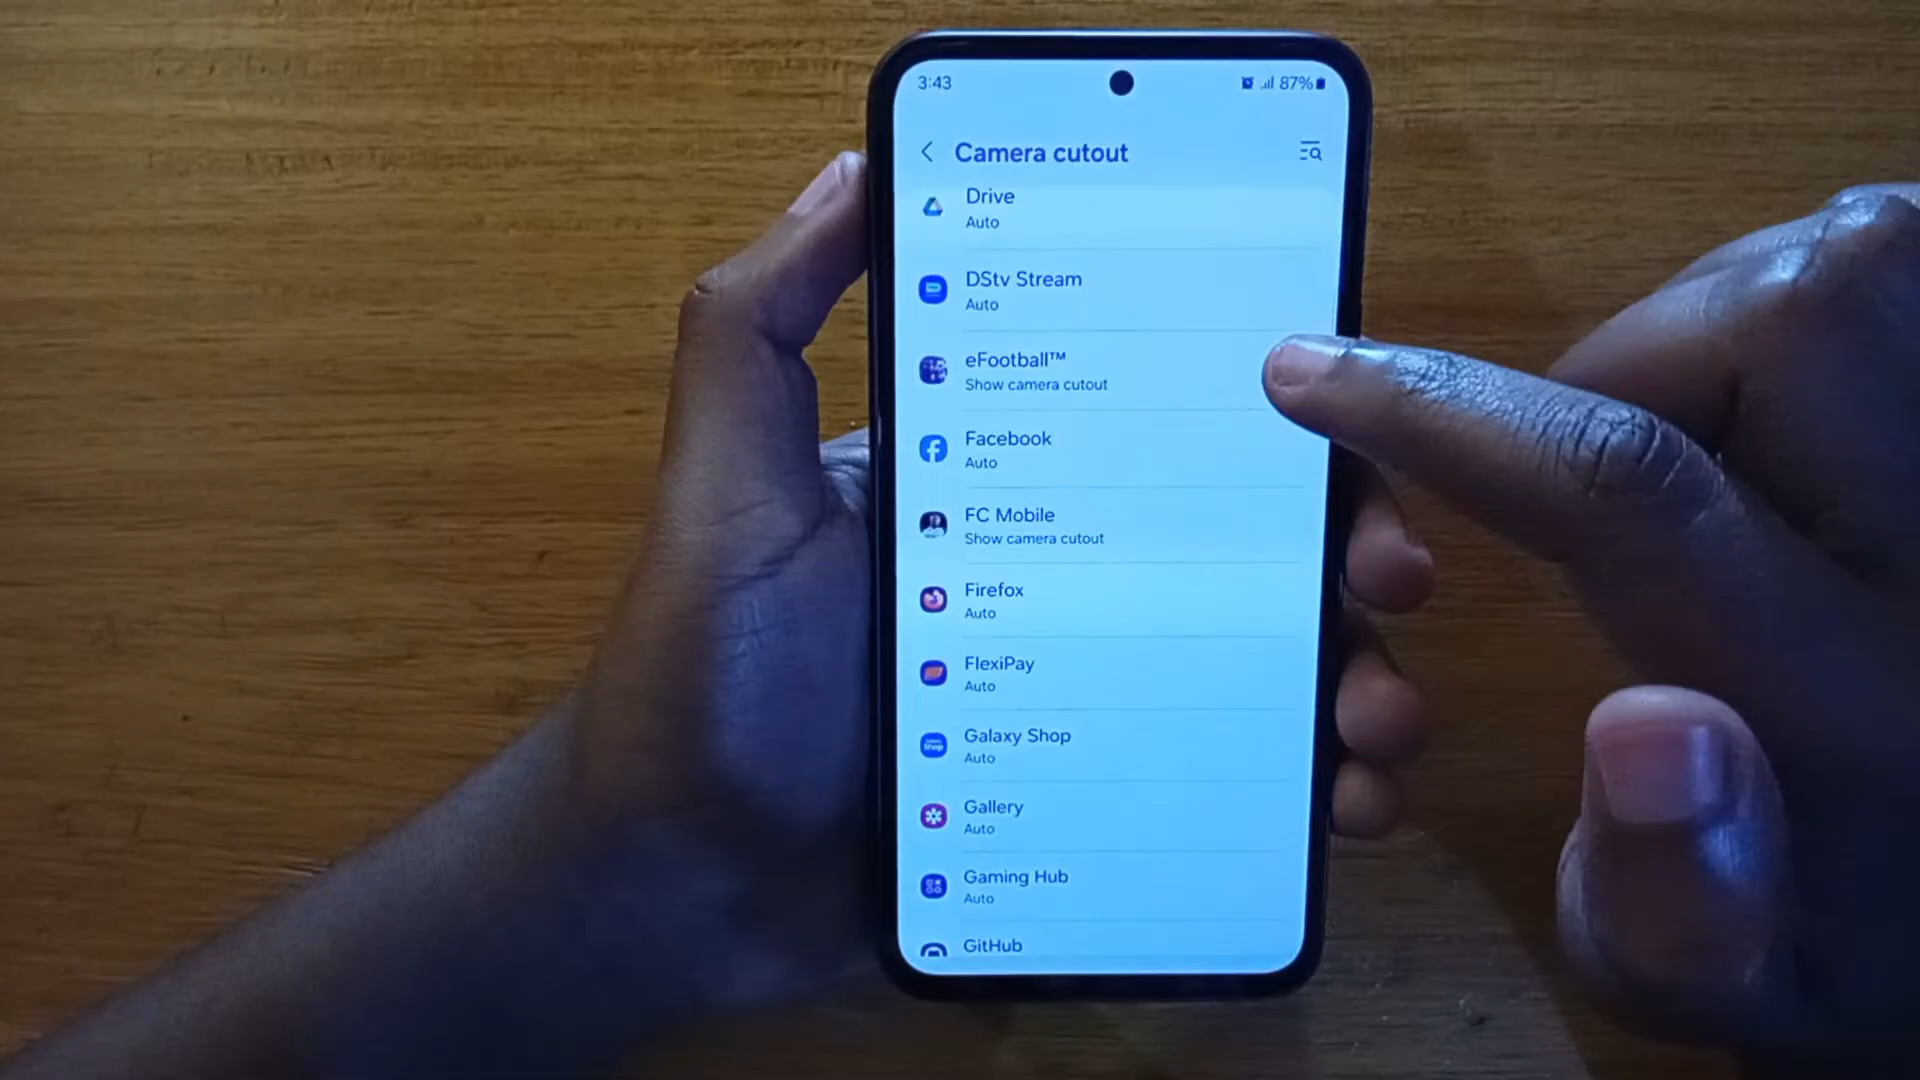 3:43
87%
Camera cutout
Drive
Auto
DStv Stream
Auto
eFootball™
Show camera cutout
Facebook
Auto
FC Mobile
Show camera cutout
Firefox
Auto
FlexiPay
Auto
Galaxy Shop
Auto
Shop
Gallery
Auto
Gaming Hub
Auto
GitHub